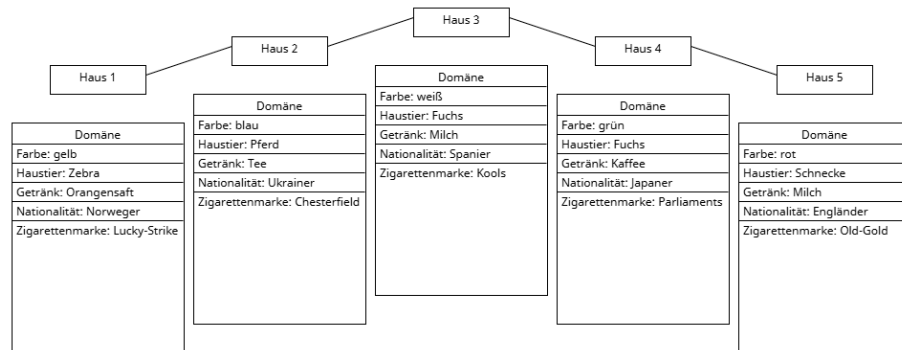 Haus 1
Haus 2
Haus 3
Haus 4
Haus 5
Domäne
Farbe: gelb
Haustier: Zebra
Getränk: Orangensaft
Nationalität: Norweger
Zigarettenmarke: Lucky-Strike
Domäne
Farbe: blau
Haustier: Pferd
Getränk: Tee
Nationalität: Ukrainer
Zigarettenmarke: Chesterfield
Domäne
Farbe: weiß
Haustier: Fuchs
Getränk: Milch
Nationalität: Spanier
Zigarettenmarke: Kools
Domäne
Farbe: grün
Haustier: Fuchs
Getränk: Kaffee
Nationalität: Japaner
Zigarettenmarke: Parliaments
Domäne
Farbe: rot
Haustier: Schnecke
Getränk: Milch
Nationalität: Engländer
Zigarettenmarke: Old-Gold